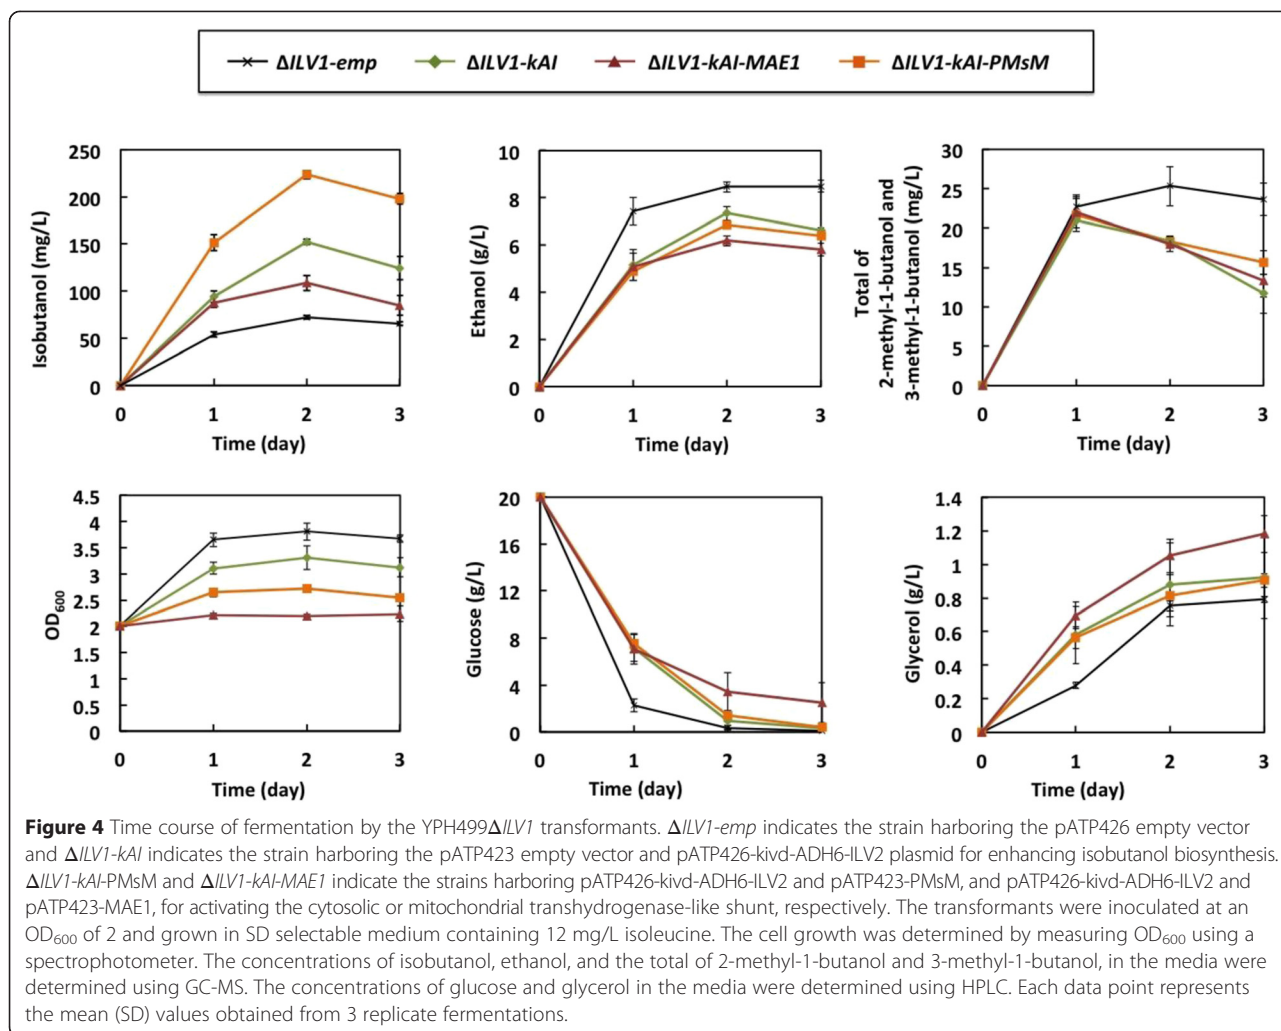 ΔILV1-emp ΔILV1-kAI ΔILV1-kAI-MAE1 ΔILV1-kAI-PMsM
250
200
150
100
50
0
Isobutanol (mg/L)
0 1 2 3
Time (day)
10
8
6
4
2
0
Ethanol (g/L)
0 1 2 3
Time (day)
30
25
20
15
10
5
0
Total of
2-methyl-1-butanol and
3-methyl-1-butanol (mg/L)
0 1 2 3
Time (day)
4.5
4
3.5
3
2.5
2
1.5
1
0.5
0
OD600
0 1 2 3
Time (day)
20
16
12
8
4
0
Glucose (g/L)
0 1 2 3
Time (day)
1.4
1.2
1
0.8
0.6
0.4
0.2
0
Glycerol (g/L)
0 1 2 3
Time (day)
Figure 4 Time course of fermentation by the YPH499ΔILV1 transformants. ΔILV1-emp indicates the strain harboring the pATP426 empty vector
and ΔILV1-kAI indicates the strain harboring the pATP423 empty vector and pATP426-kivd-ADH6-ILV2 plasmid for enhancing isobutanol biosynthesis.
ΔILV1-kAI-PMsM and ΔILV1-kAI-MAE1 indicate the strains harboring pATP426-kivd-ADH6-ILV2 and pATP423-PMsM, and pATP426-kivd-ADH6-ILV2 and
pATP423-MAE1, for activating the cytosolic or mitochondrial transhydrogenase-like shunt, respectively. The transformants were inoculated at an
OD600 of 2 and grown in SD selectable medium containing 12 mg/L isoleucine. The cell growth was determined by measuring OD600 using a
spectrophotometer. The concentrations of isobutanol, ethanol, and the total of 2-methyl-1-butanol and 3-methyl-1-butanol, in the media were
determined using GC-MS. The concentrations of glucose and glycerol in the media were determined using HPLC. Each data point represents
the mean (SD) values obtained from 3 replicate fermentations.